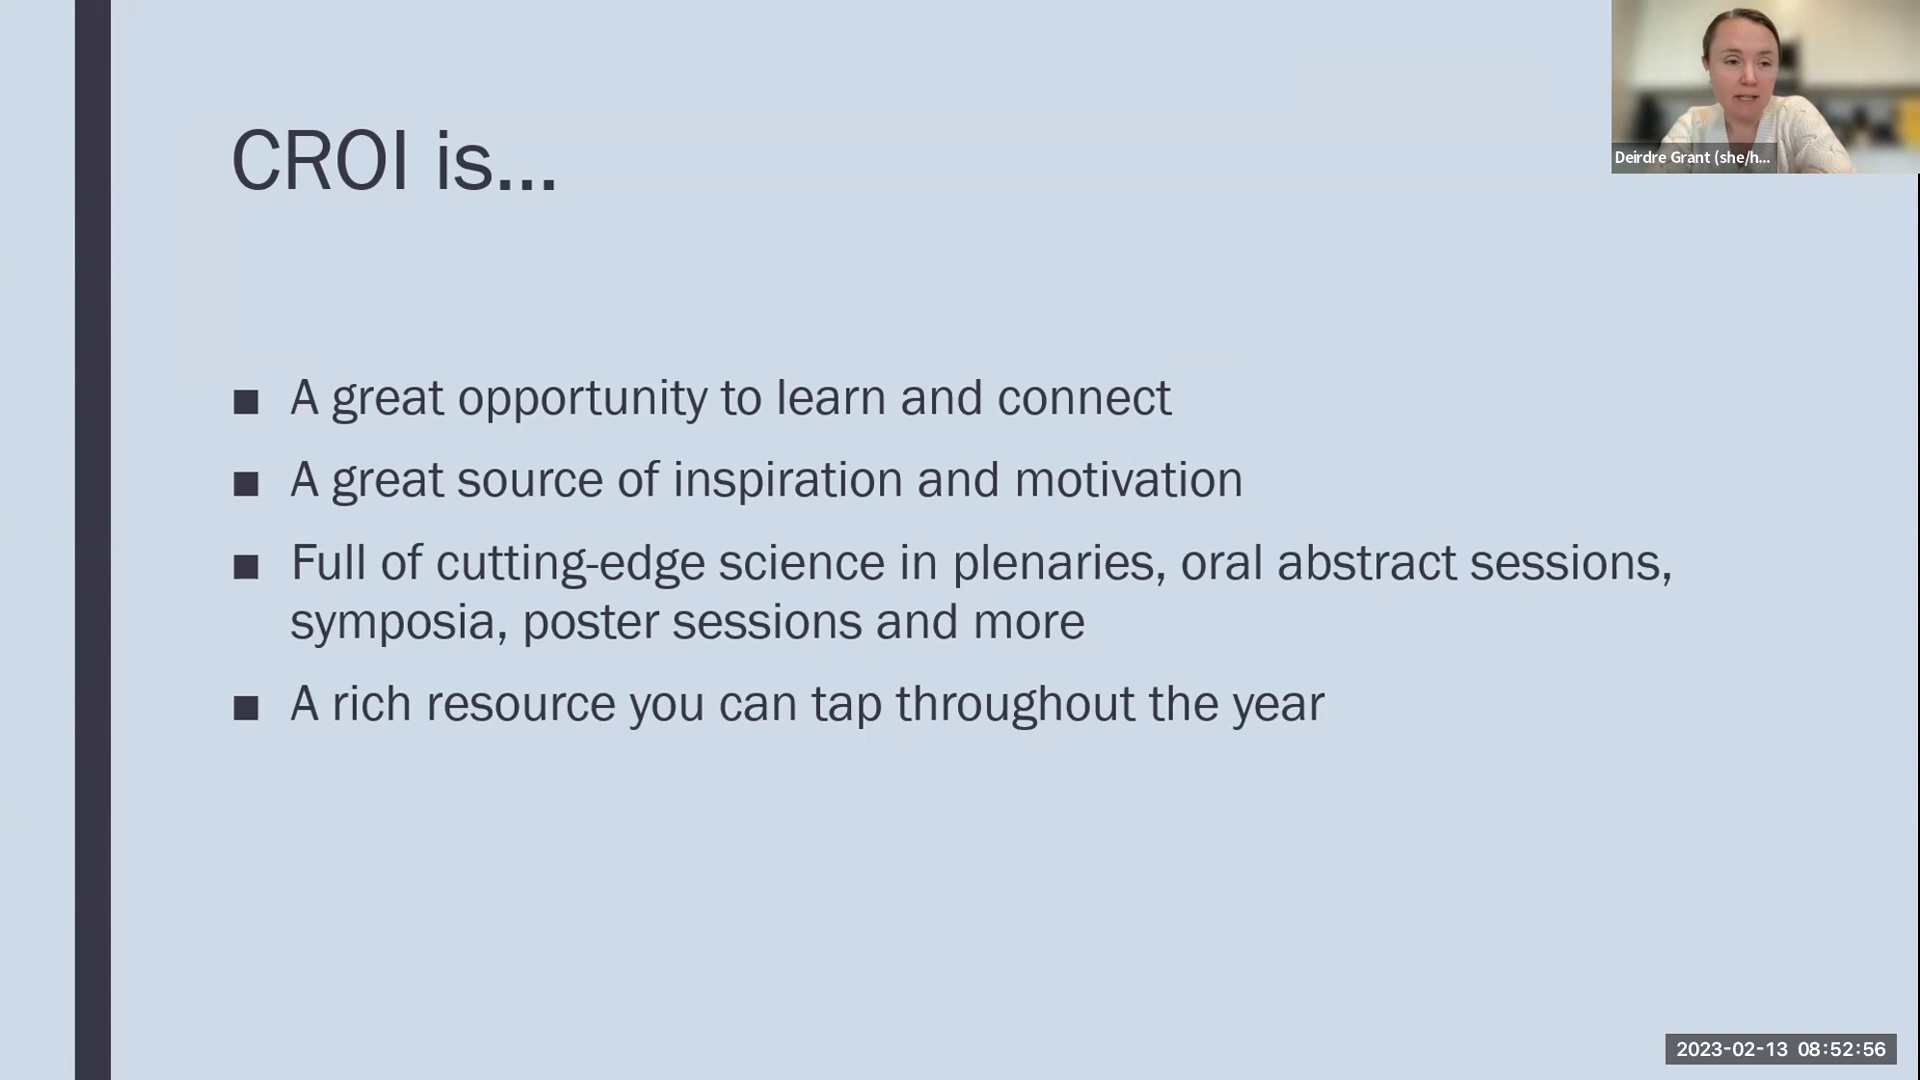 Deirdre Grant (she/h...
CROI is...
■ A great opportunity to learn and connect
■ A great source of inspiration and motivation
■ Full of cutting-edge science in plenaries, oral abstract sessions,
symposia, poster sessions and more
■ A rich resource you can tap throughout the year
2023-02-13 08:52:56